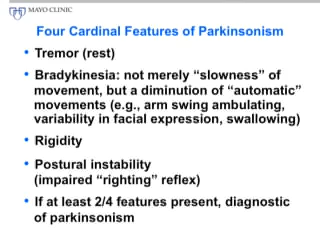 MAYO CLINIC
Four Cardinal Features of Parkinsonism
• Tremor (rest)
• Bradykinesia: not merely “slowness” of
movement, but a diminution of “automatic”
movements (e.g., arm swing ambulating,
variability in facial expression, swallowing)
• Rigidity
• Postural instability
(impaired “righting” reflex)
• If at least 2/4 features present, diagnostic
of parkinsonism